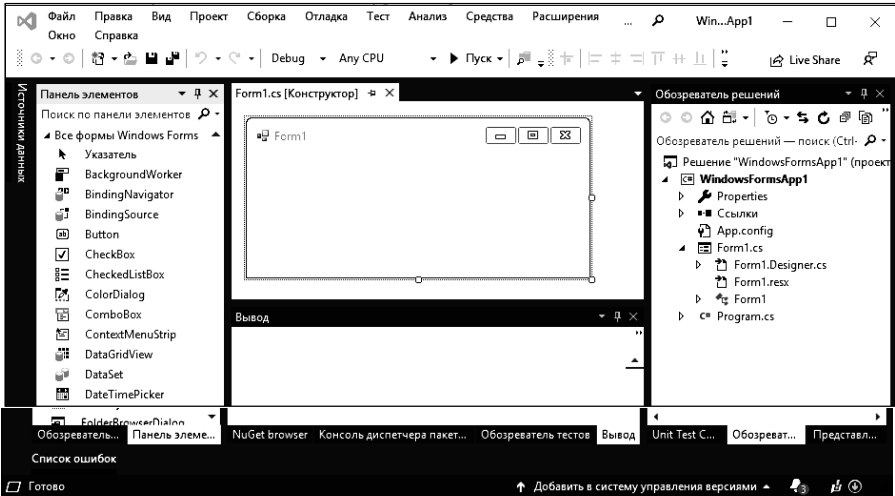 Файл Правка Вид Проект Сборка Отладка Тест Анализ Средства Расширения ... Win...App1
Окно Справка
Debug Any CPU Пуск Live Share
Источники данных
Панель элементов
Поиск по панели элементов
Все формы Windows Forms
Указатель
BackgroundWorker
BindingNavigator
BindingSource
Button
CheckBox
CheckedListBox
ColorDialog
ComboBox
ContextMenuStrip
DataGridView
DataSet
DateTimePicker
FolderBrowserDialog
Form1.cs [Конструктор]
Form1
Вывод
Обозреватель решений
Обозреватель решений — поиск (Ctrl-
Решение "WindowsFormsApp1" (проект
C# WindowsFormsApp1
Properties
Ссылки
App.config
Form1.cs
Form1.Designer.cs
Form1.resx
Form1
C# Program.cs
Обозреватель... Панель элеме... NuGet browser Консоль диспетчера пакет... Обозреватель тестов Вывод Unit Test С... Обозреват... Представл...
Список ошибок
Готово Добавить в систему управления версиями 3